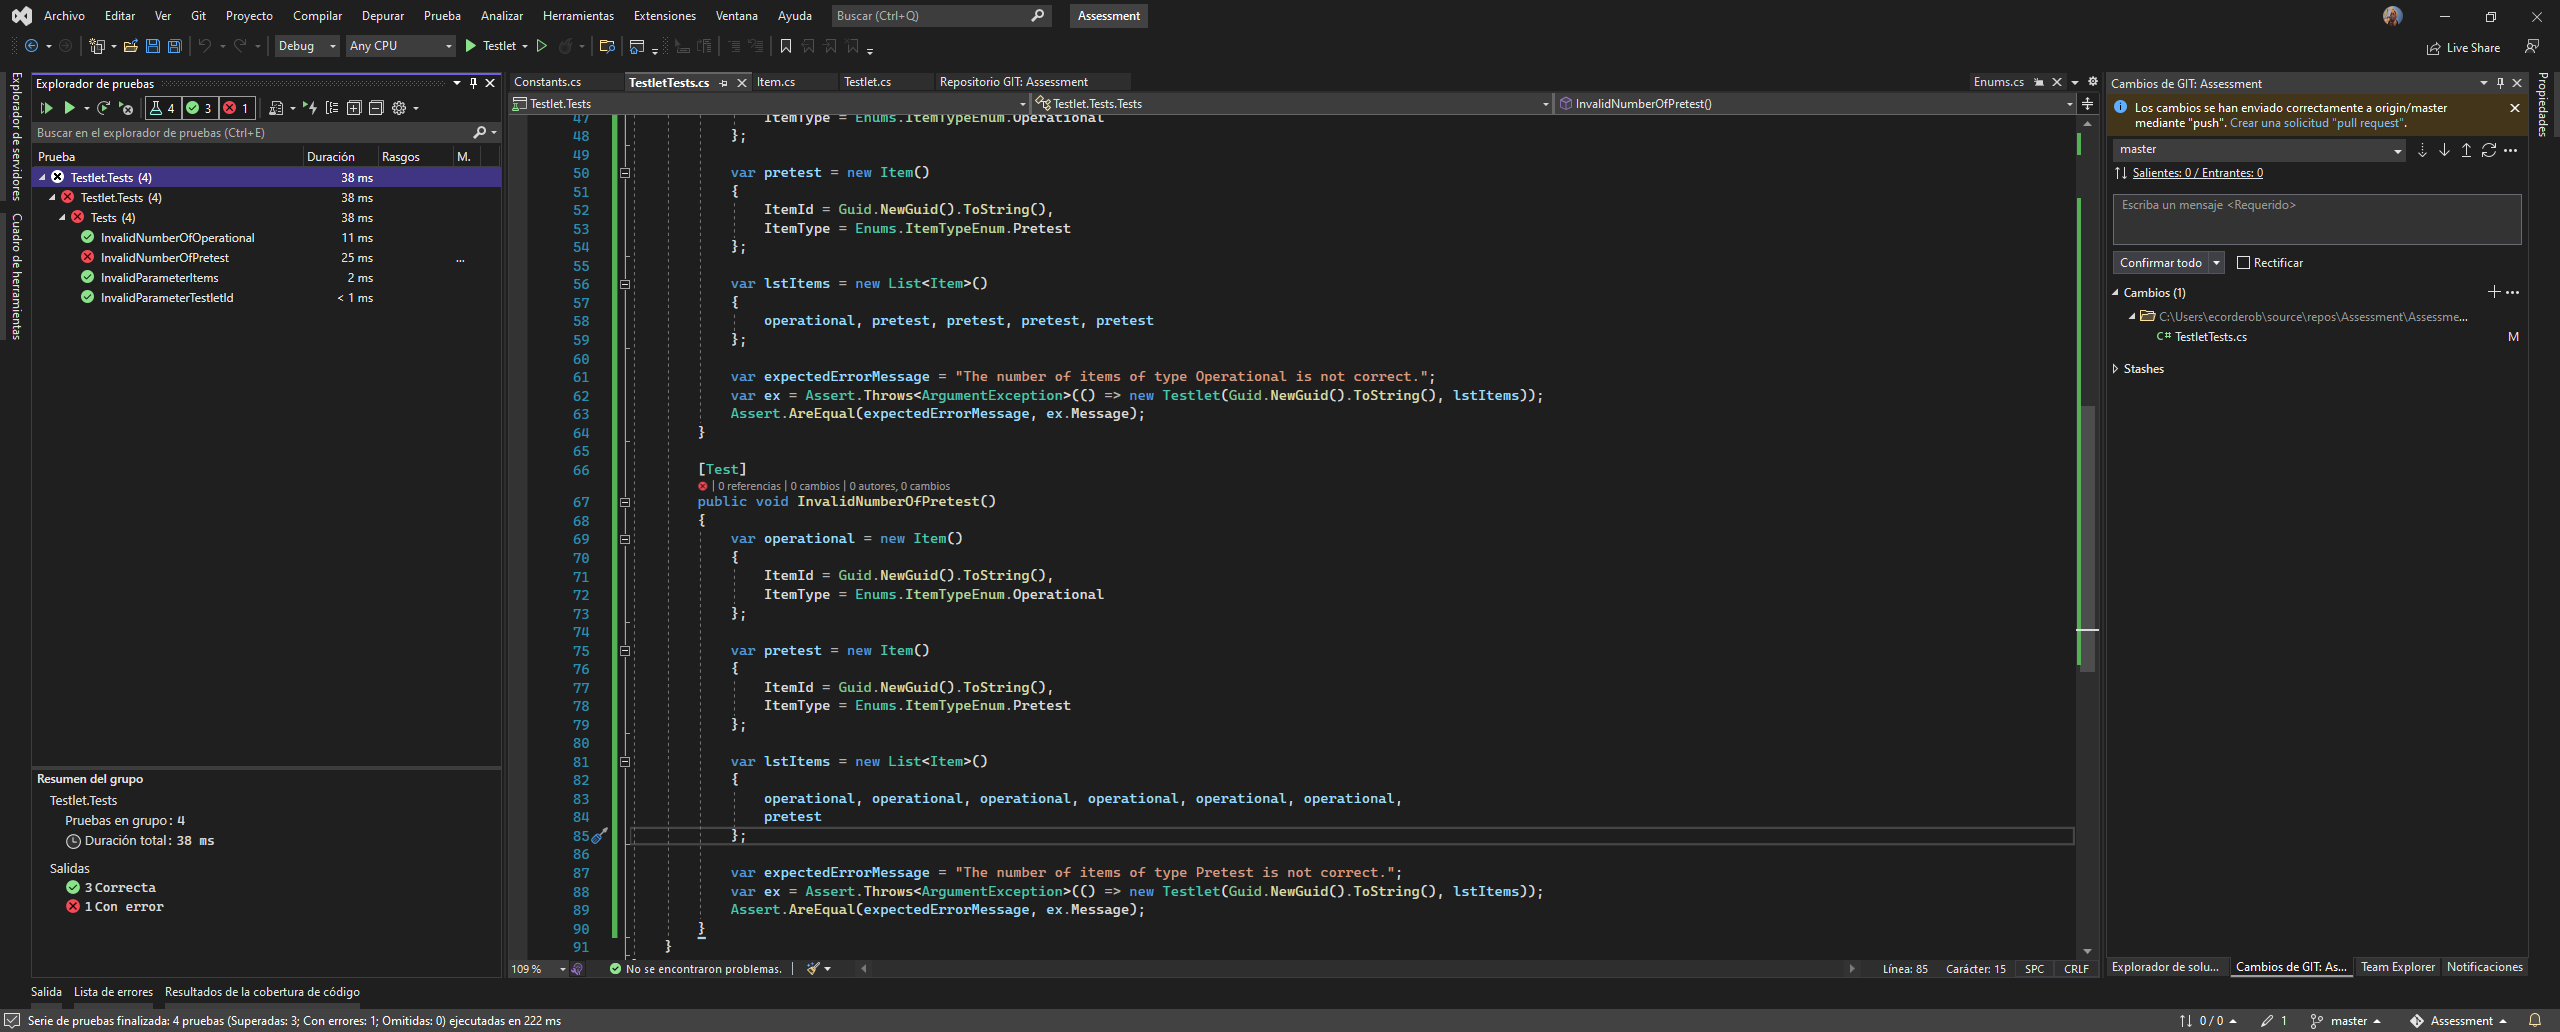 Archivo Editar Ver Git Proyecto Compilar Depurar Prueba Analizar Herramientas Extensiones Ventana Ayuda Buscar (Ctrl+Q) Assessment
Debug Any CPU Testlet Live Share
Explorador de servidores
Cuadro de herramientas
Explorador de pruebas
4 3 1
Buscar en el explorador de pruebas (Ctrl+E)
Prueba Duración Rasgos M.
Testlet.Tests (4) 38 ms
Testlet.Tests (4) 38 ms
Tests (4) 38 ms
InvalidNumberOfOperational 11 ms
InvalidNumberOfPretest 25 ms ...
InvalidParameterItems 2 ms
InvalidParameterTestletId < 1 ms
Resumen del grupo
Testlet.Tests
Pruebas en grupo: 4
Duración total: 38 ms
Salidas
3 Correcta
1 Con error
Constants.cs TestletTests.cs Item.cs Testlet.cs Repositorio GIT: Assessment Enums.cs
Testlet.Tests Testlet.Tests.Tests InvalidNumberOfPretest()
47 ItemType = Enums.ItemTypeEnum.Operational
48 };
49
50 var pretest = new Item()
51 {
52 ItemId = Guid.NewGuid().ToString(),
53 ItemType = Enums.ItemTypeEnum.Pretest
54 };
55
56 var lstItems = new List<Item>()
57 {
58 operational, pretest, pretest, pretest, pretest
59 };
60
61 var expectedErrorMessage = "The number of items of type Operational is not correct.";
62 var ex = Assert.Throws<ArgumentException>(() => new Testlet(Guid.NewGuid().ToString(), lstItems));
63 Assert.AreEqual(expectedErrorMessage, ex.Message);
64 }
65
66 [Test]
| 0 referencias | 0 cambios | 0 autores, 0 cambios
67 public void InvalidNumberOfPretest()
68 {
69 var operational = new Item()
70 {
71 ItemId = Guid.NewGuid().ToString(),
72 ItemType = Enums.ItemTypeEnum.Operational
73 };
74
75 var pretest = new Item()
76 {
77 ItemId = Guid.NewGuid().ToString(),
78 ItemType = Enums.ItemTypeEnum.Pretest
79 };
80
81 var lstItems = new List<Item>()
82 {
83 operational, operational, operational, operational, operational, operational,
84 pretest
85 };
86
87 var expectedErrorMessage = "The number of items of type Pretest is not correct.";
88 var ex = Assert.Throws<ArgumentException>(() => new Testlet(Guid.NewGuid().ToString(), lstItems));
89 Assert.AreEqual(expectedErrorMessage, ex.Message);
90 }
91 }
109 % No se encontraron problemas. Línea: 85 Carácter: 15 SPC CRLF
Cambios de GIT: Assessment
Los cambios se han enviado correctamente a origin/master
mediante "push". Crear una solicitud "pull request".
master
Salientes: 0 / Entrantes: 0
Escriba un mensaje <Requerido>
Confirmar todo Rectificar
Cambios (1)
C:\Users\ecorderob\source\repos\Assessment\Assessme...
C# TestletTests.cs M
Stashes
Explorador de solu... Cambios de GIT: As... Team Explorer Notificaciones
Propiedades
Salida Lista de errores Resultados de la cobertura de código
Serie de pruebas finalizada: 4 pruebas (Superadas: 3; Con errores: 1; Omitidas: 0) ejecutadas en 222 ms 0 / 0 1 master Assessment